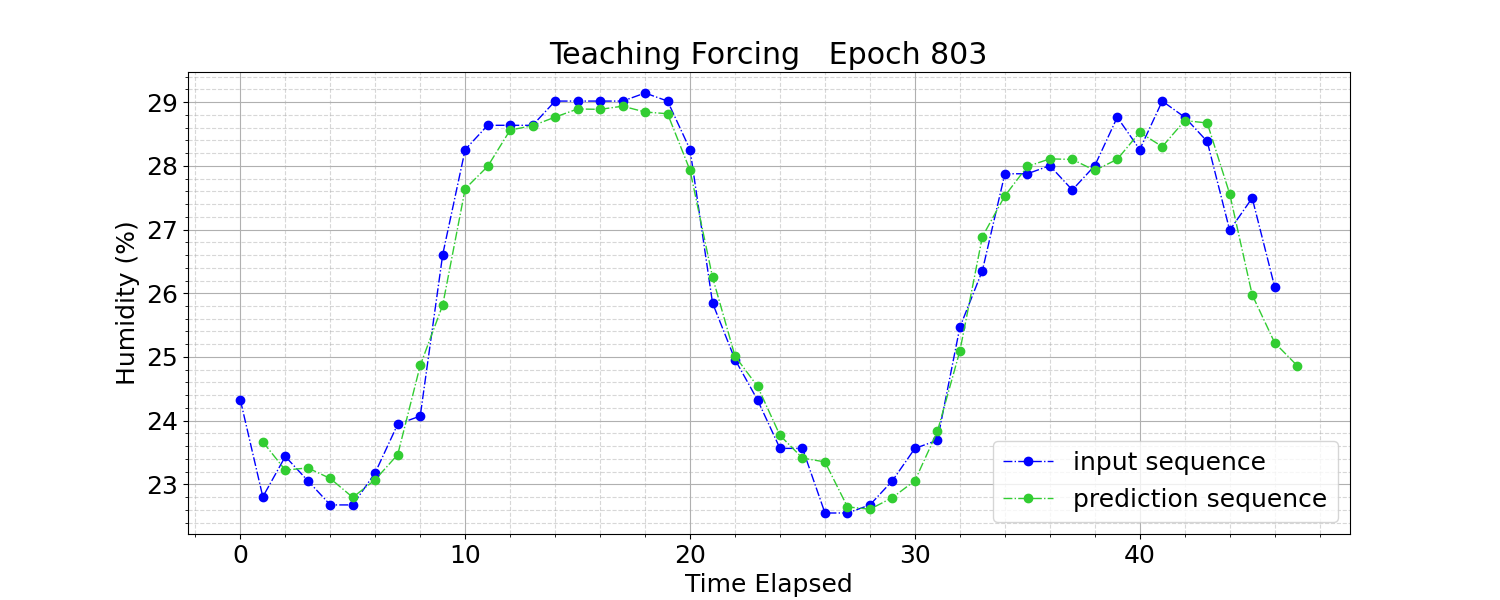 Teaching Forcing   Epoch 803
29
28
27
26
25
24
23
Humidity (%)
input sequence
prediction sequence
0 10 20 30 40
Time Elapsed